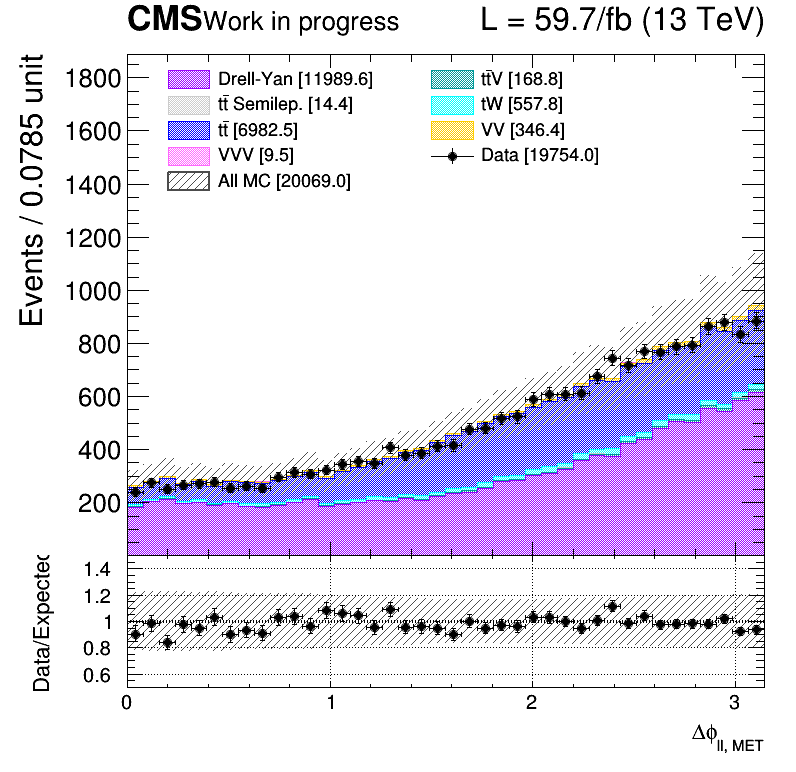 CMS Work in progress L = 59.7/fb (13 TeV)
Events / 0.0785 unit
1800
1600
1400
1200
1000
800
600
400
200
Drell-Yan [11989.6]
tt̄ Semilep. [14.4]
tt̄ [6982.5]
VVV [9.5]
All MC [20069.0]
tt̄V [168.8]
tW [557.8]
VV [346.4]
Data [19754.0]
Data/Expected
1.4
1.2
1
0.8
0.6
0 1 2 3
Δϕll, MET